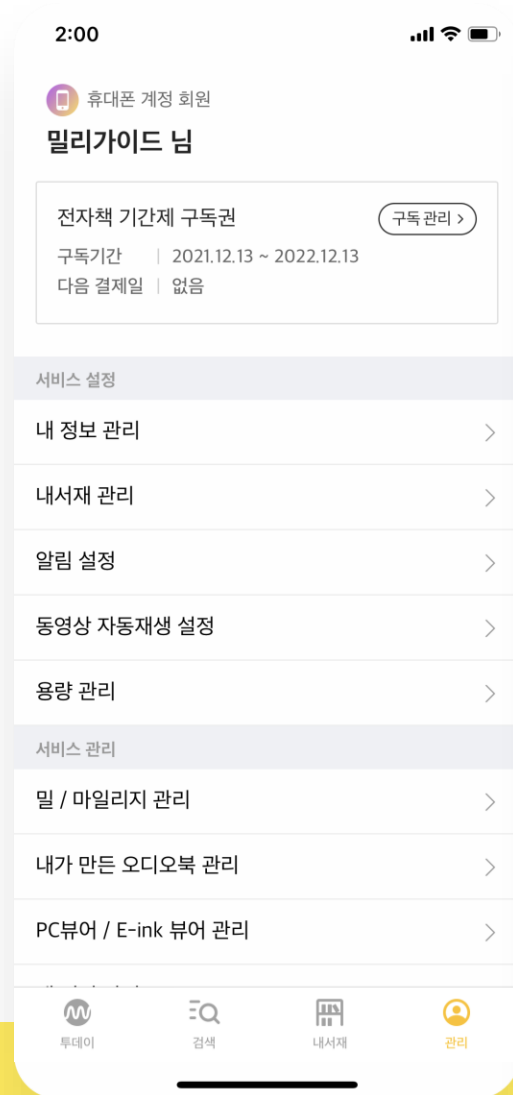 2:00
휴대폰 계정 회원
밀리가이드 님
전자책 기간제 구독권
구독 관리 >
구독기간 | 2021.12.13 ~ 2022.12.13
다음 결제일 | 없음
서비스 설정
내 정보 관리
내서재 관리
알림 설정
동영상 자동재생 설정
용량 관리
서비스 관리
밀 / 마일리지 관리
내가 만든 오디오북 관리
PC뷰어 / E-ink 뷰어 관리
투데이
검색
내서재
관리